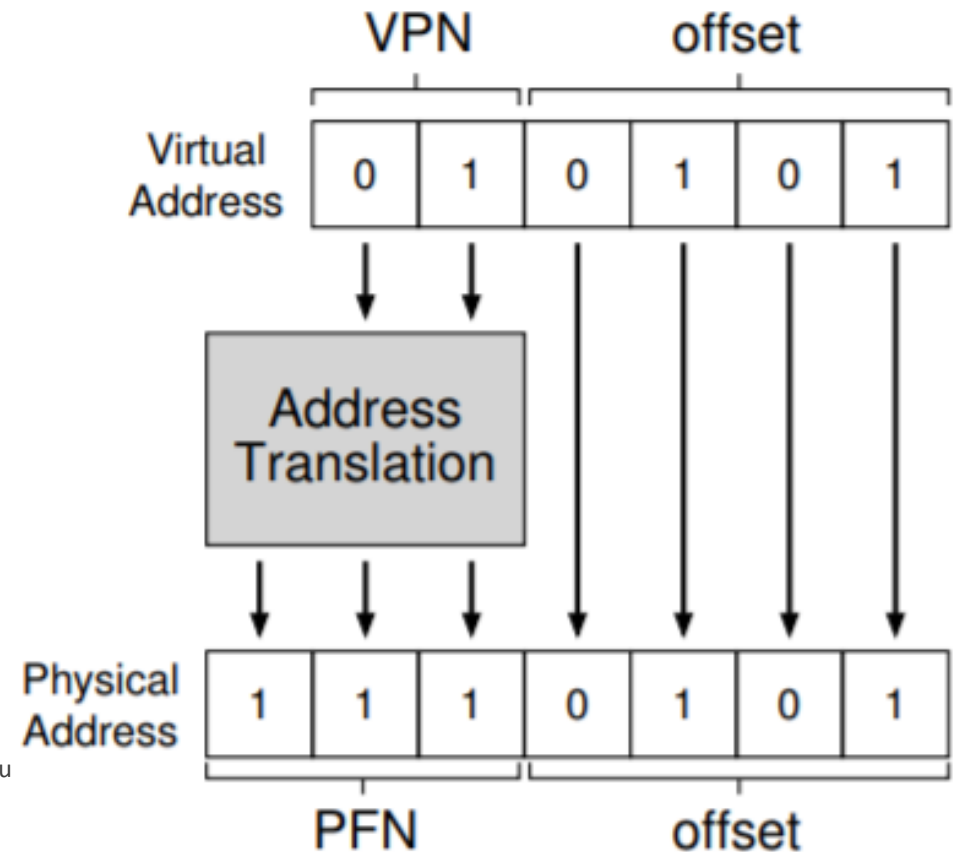 VPN offset
Virtual
Address
0 1 0 1 0 1
Address
Translation
Physical
Address
1 1 1 0 1 0 1
u
PFN offset